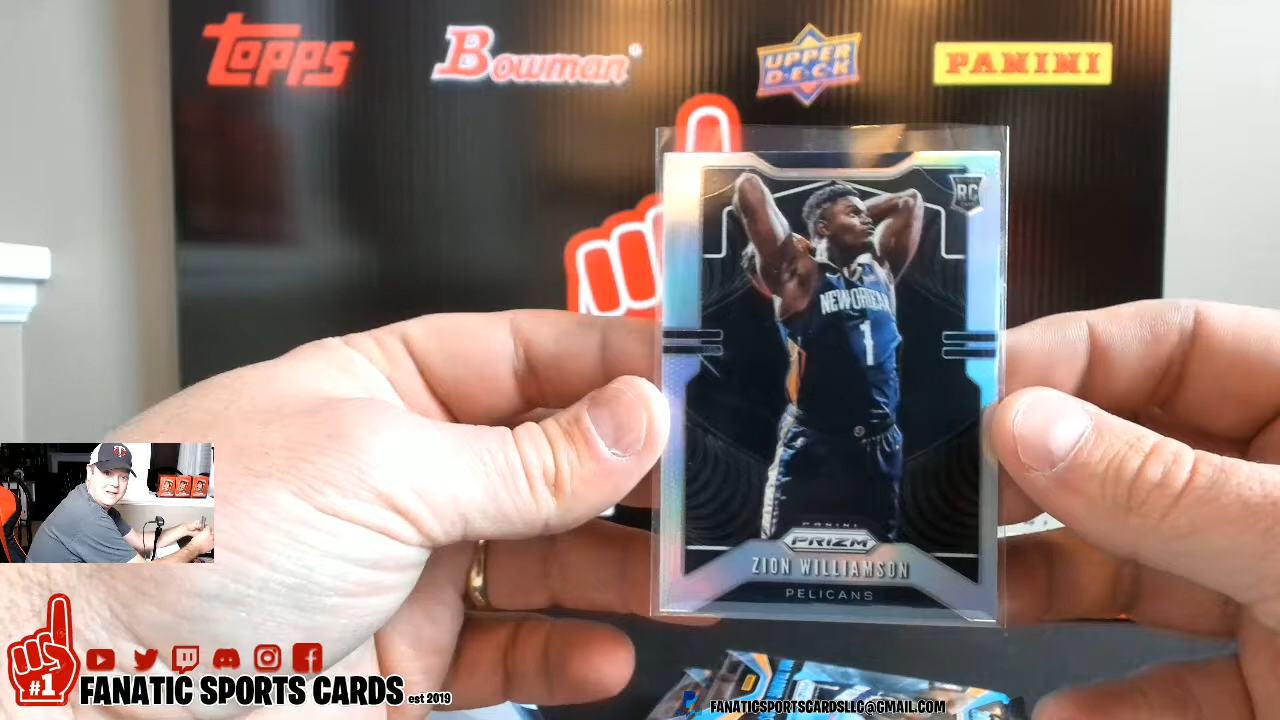 Topps
Bowman
UPPER
DECK
PANINI
RC
NEW ORLEAN
1
PANINI
PRIZM
ZION WILLIAMSON
PELICANS
#1
FANATIC SPORTS CARDS est 2019
FANATICSPORTSCARDSLLC@GMAIL.COM